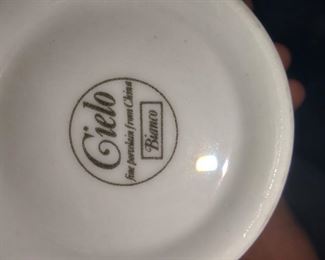 Cielo
fine porcelain from China
Bianco